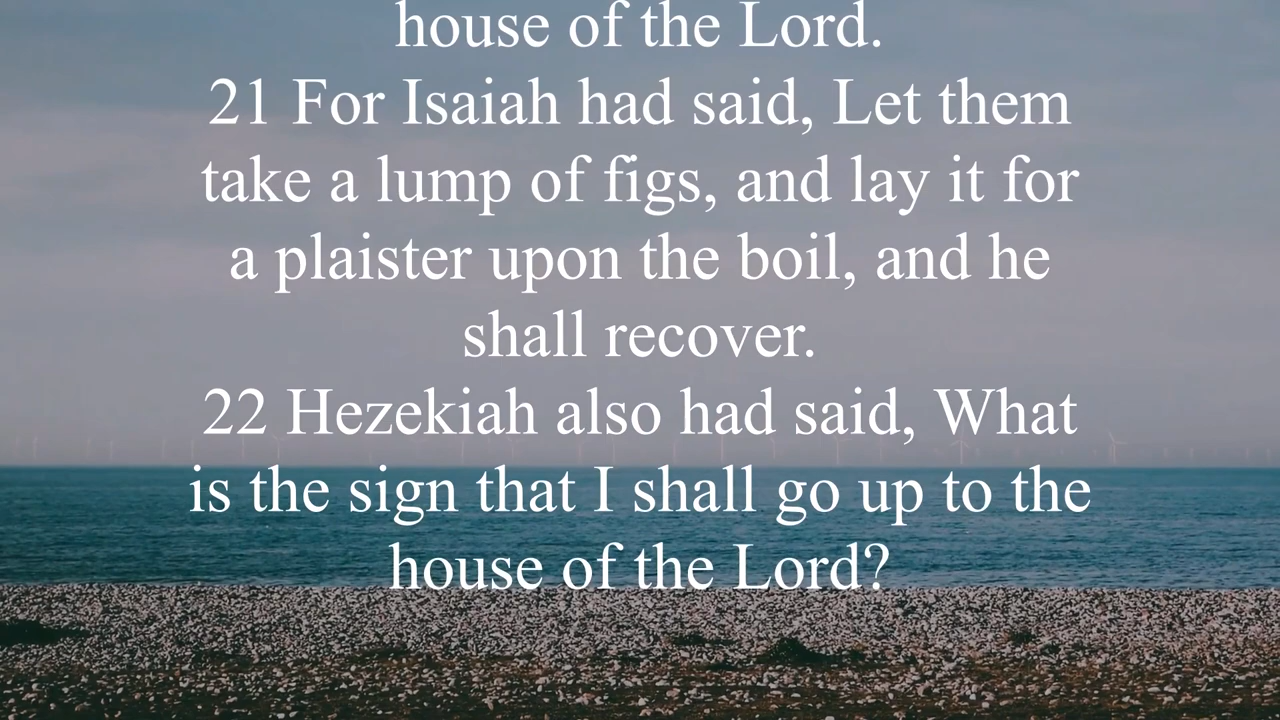 house of the Lord.
21 For Isaiah had said, Let them
take a lump of figs, and lay it for
a plaister upon the boil, and he
shall recover.
22 Hezekiah also had said, What
is the sign that I shall go up to the
house of the Lord?